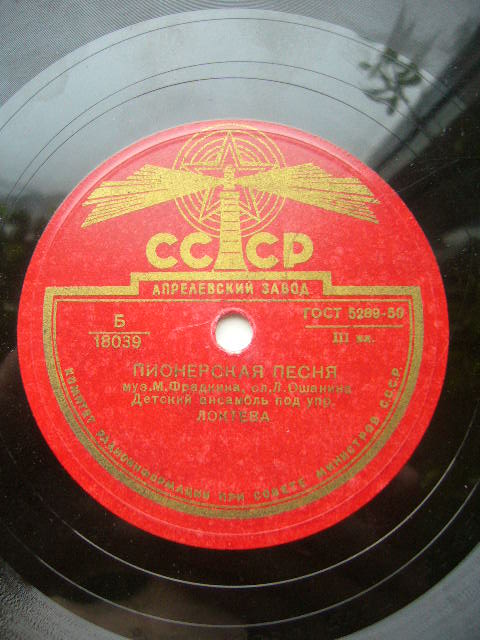 СССР
АПРЕЛЕВСКИЙ ЗАВОД
Б
18039
ГОСТ 5289-50
III кл.
ПИОНЕРСКАЯ ПЕСНЯ
муз. М. Фрадкина, сл. Л. Ошанина
Детский ансамбль под упр.
ЛОКТЕВА
КОМИТЕТ РАДИОИНФОРМАЦИИ ПРИ СОВЕТЕ МИНИСТРОВ СССР